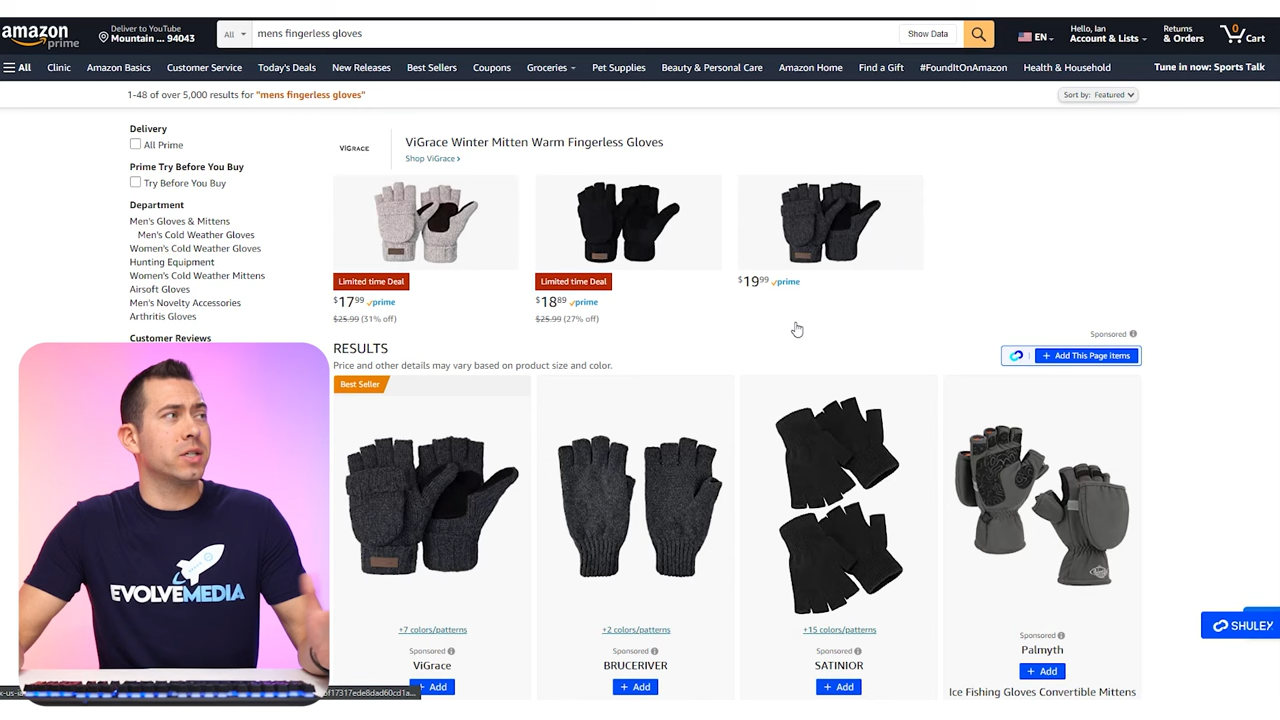 amazon prime
Deliver to YouTube
Mountain ... 94043
All
mens fingerless gloves
Show Data
EN
Hello, Ian
Account & Lists
Returns
& Orders
0
Cart
All
Clinic
Amazon Basics
Customer Service
Today's Deals
New Releases
Best Sellers
Coupons
Groceries
Pet Supplies
Beauty & Personal Care
Amazon Home
Find a Gift
#FoundItOnAmazon
Health & Household
Tune in now: Sports Talk
1-48 of over 5,000 results for "mens fingerless gloves"
Sort by: Featured
Delivery
All Prime
Prime Try Before You Buy
Try Before You Buy
Department
Men's Gloves & Mittens
Men's Cold Weather Gloves
Women's Cold Weather Gloves
Hunting Equipment
Women's Cold Weather Mittens
Airsoft Gloves
Men's Novelty Accessories
Arthritis Gloves
Customer Reviews
VIGRACE
ViGrace Winter Mitten Warm Fingerless Gloves
Shop ViGrace ›
Limited time Deal
$17 99 prime
$25.99 (31% off)
Limited time Deal
$18 89 prime
$25.99 (27% off)
$19 99 prime
Sponsored
RESULTS
Price and other details may vary based on product size and color.
+ Add This Page items
Best Seller
+7 colors/patterns
Sponsored
ViGrace
+ Add
+2 colors/patterns
Sponsored
BRUCERIVER
+ Add
+15 colors/patterns
Sponsored
SATINIOR
+ Add
Sponsored
Palmyth
+ Add
Ice Fishing Gloves Convertible Mittens
SHULEY
EVOLVEMEDIA